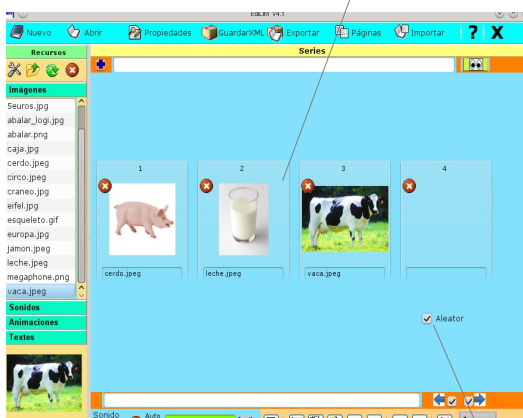 EdiLIM V4.1
Nuevo Abrir Propiedades GuardarXML Exportar Páginas Importar ? X
Recursos
Series
Imágenes
5euros.jpg
abalar_logi.jpg
abalar.png
caja.jpg
cerdo.jpeg
circo.jpeg
craneo.jpg
eifel.jpg
esqueleto.gif
europa.jpg
jamon.jpeg
leche.jpeg
megaphone.png
vaca.jpeg
1 2 3 4
cerdo.jpeg leche.jpeg vaca.jpeg
Aleator
Sonidos
Animaciones
Textos
Sonido Auto